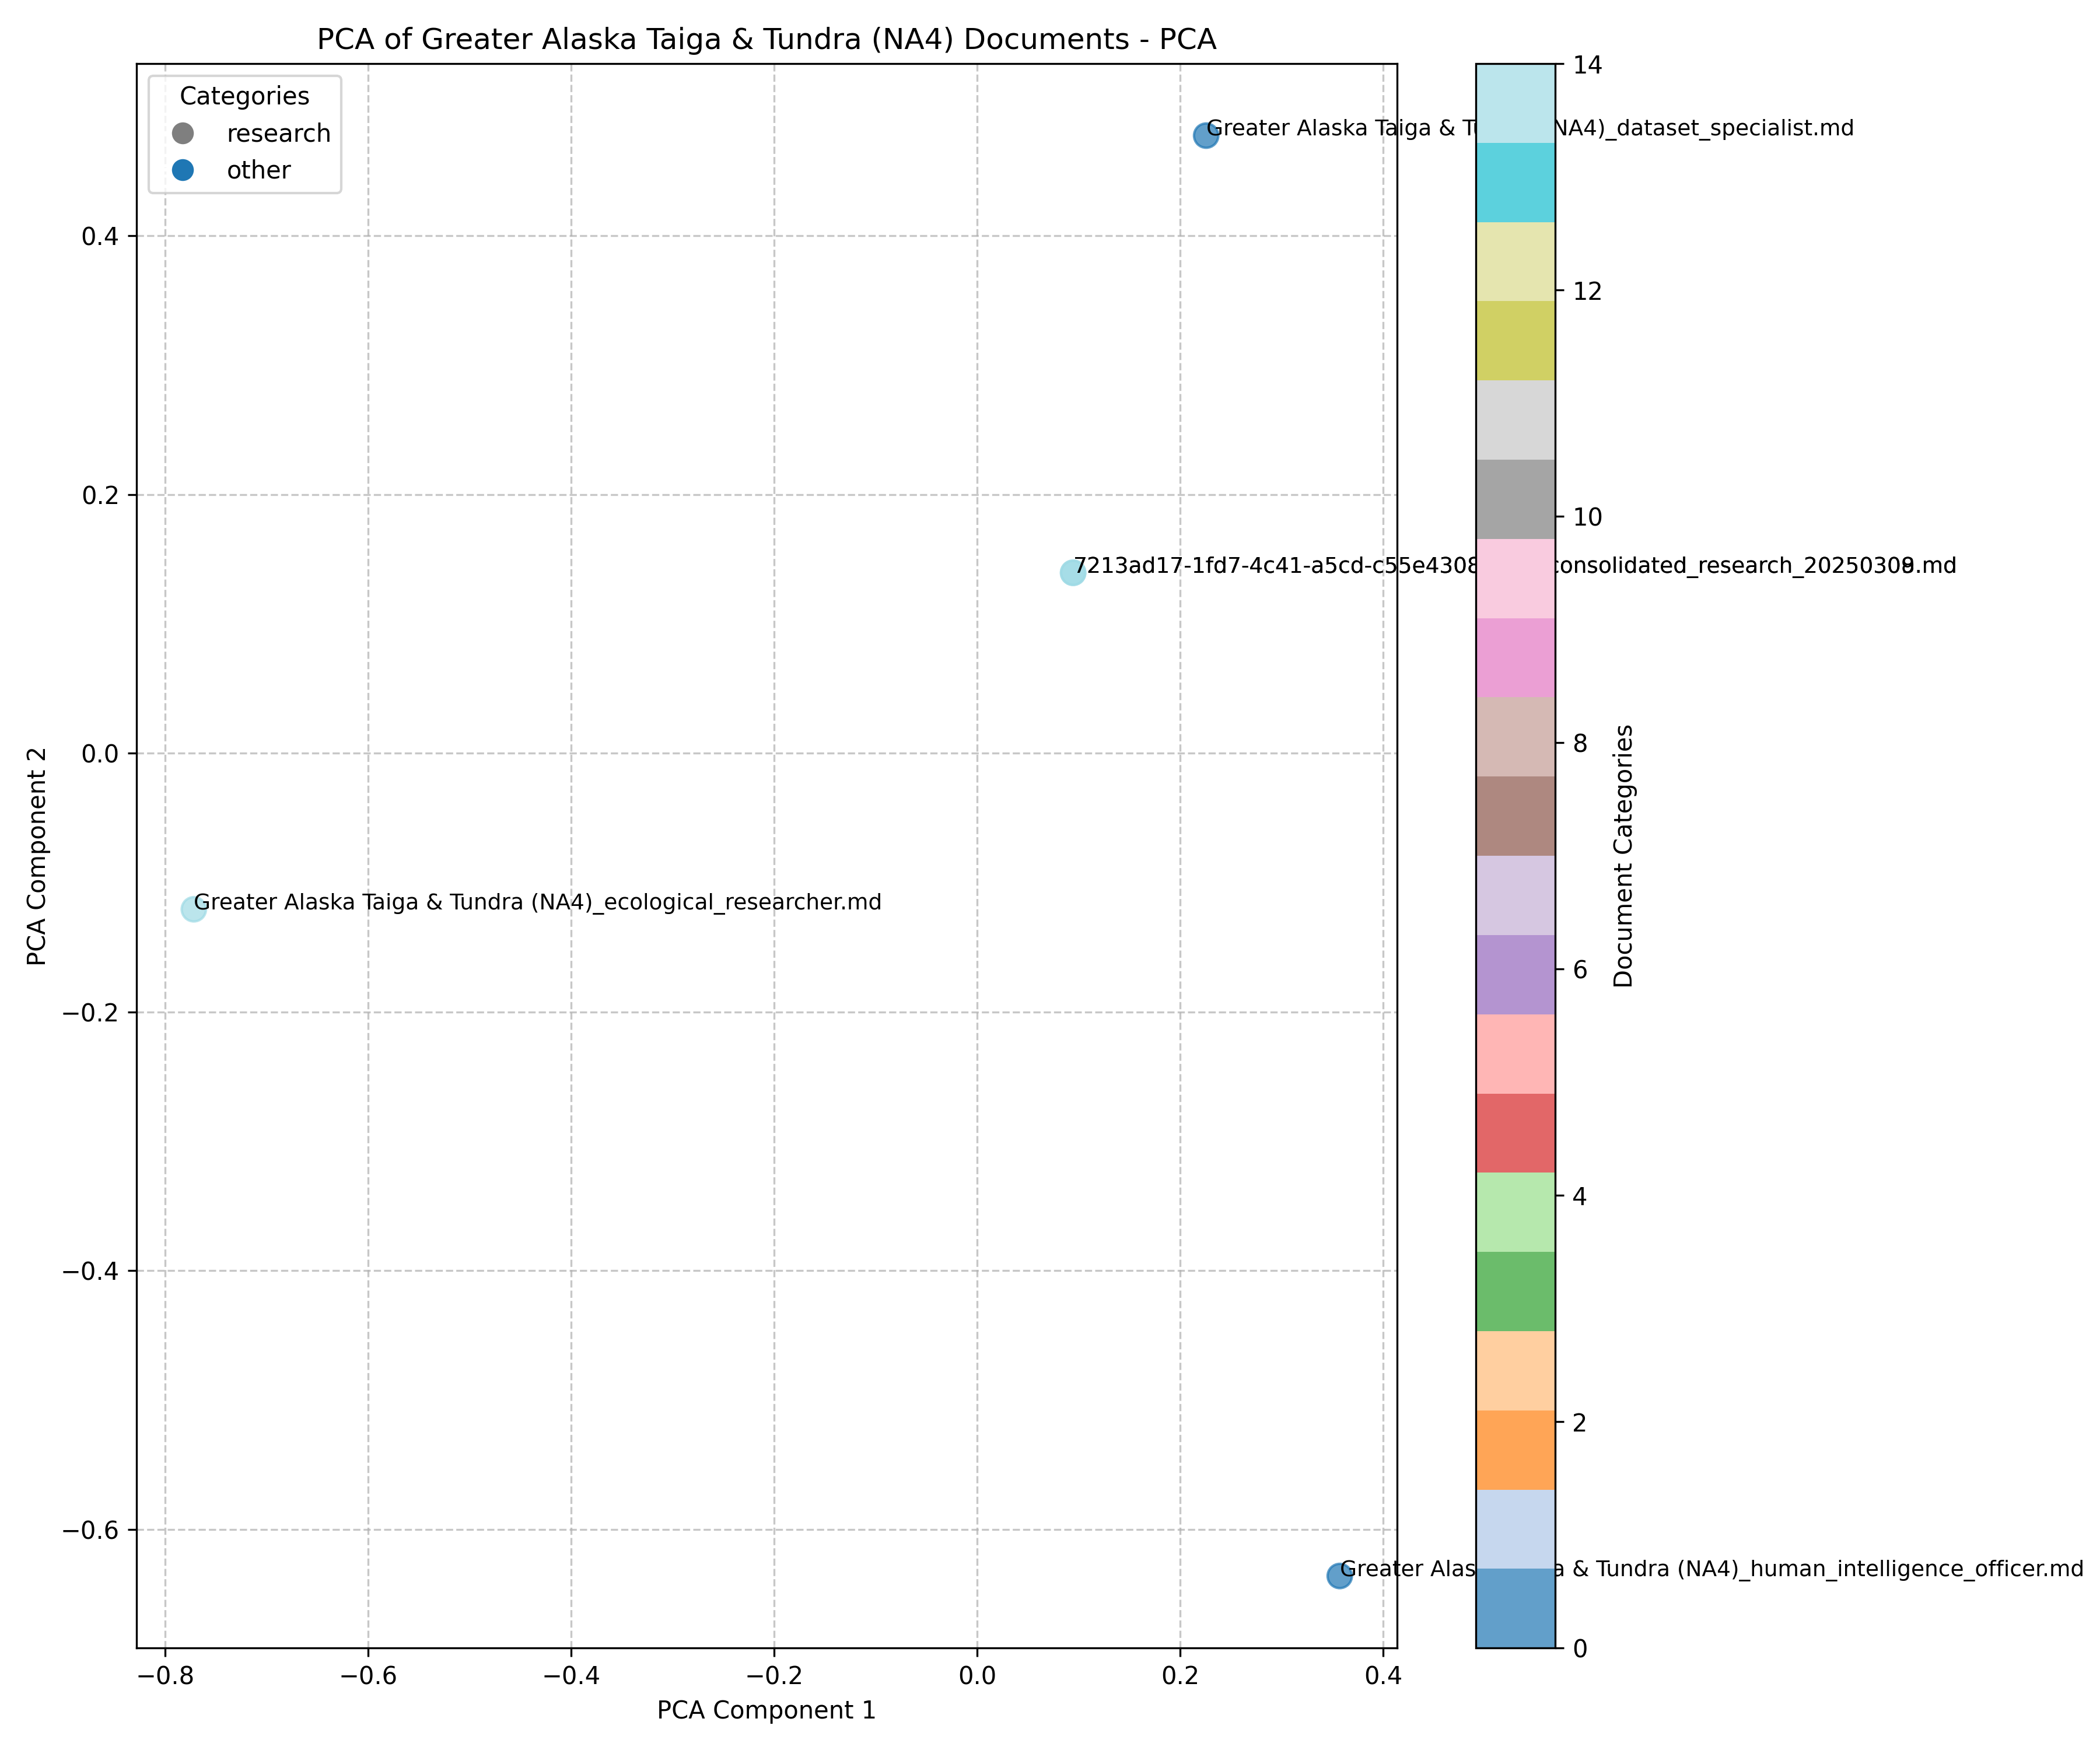 PCA of Greater Alaska Taiga & Tundra (NA4) Documents - PCA
Categories
research
other
Greater Alaska Taiga & T NA4)_dataset_specialist.md
7213ad17-1fd7-4c41-a5cd-c55e4308 onsolidated_research_2025030 .md
Greater Alaska Taiga & Tundra (NA4)_ecological_researcher.md
Greater Alas a & Tundra (NA4)_human_intelligence_officer.md
0.4
0.2
0.0
−0.2
−0.4
−0.6
PCA Component 2
−0.8
−0.6
−0.4
−0.2
0.0
0.2
0.4
PCA Component 1
14
12
10
8
6
4
2
0
Document Categories